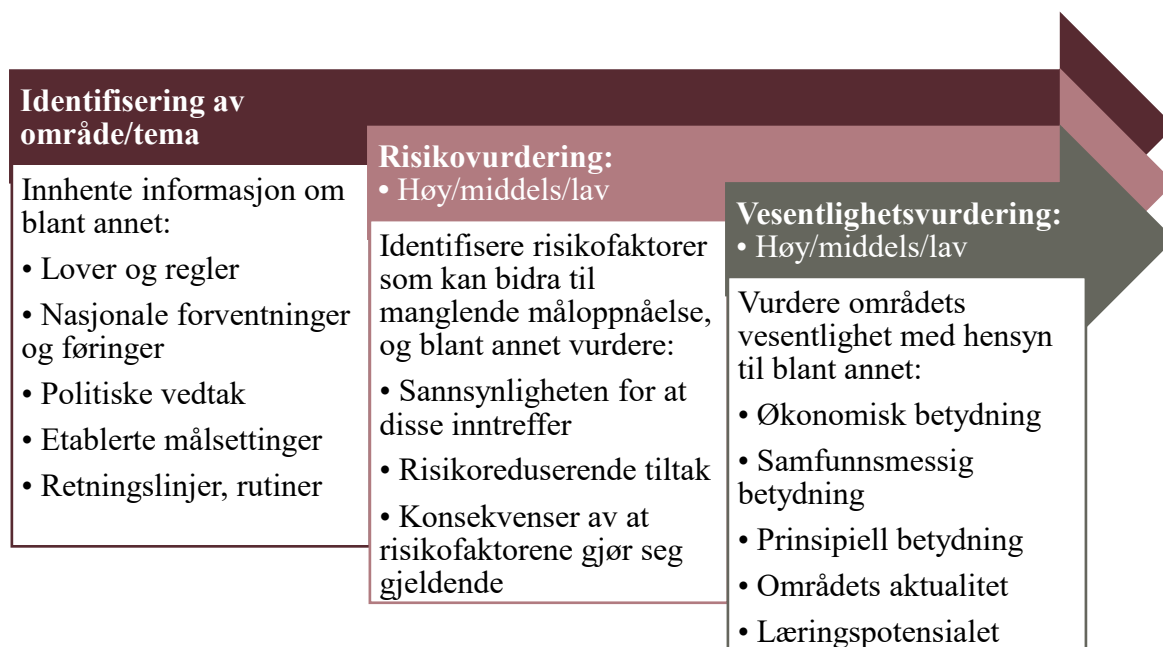 Identifisering av
område/tema
Innhente informasjon om
blant annet:
• Lover og regler
• Nasjonale forventninger
og føringer
• Politiske vedtak
• Etablerte målsettinger
• Retningslinjer, rutiner
Risikovurdering:
• Høy/middels/lav
Identifisere risikofaktorer
som kan bidra til
manglende måloppnåelse,
og blant annet vurdere:
• Sannsynligheten for at
disse inntreffer
• Risikoreduserende tiltak
• Konsekvenser av at
risikofaktorene gjør seg
gjeldende
Vesentlighetsvurdering:
• Høy/middels/lav
Vurdere områdets
vesentlighet med hensyn
til blant annet:
• Økonomisk betydning
• Samfunnsmessig
betydning
• Prinsipiell betydning
• Områdets aktualitet
• Læringspotensialet